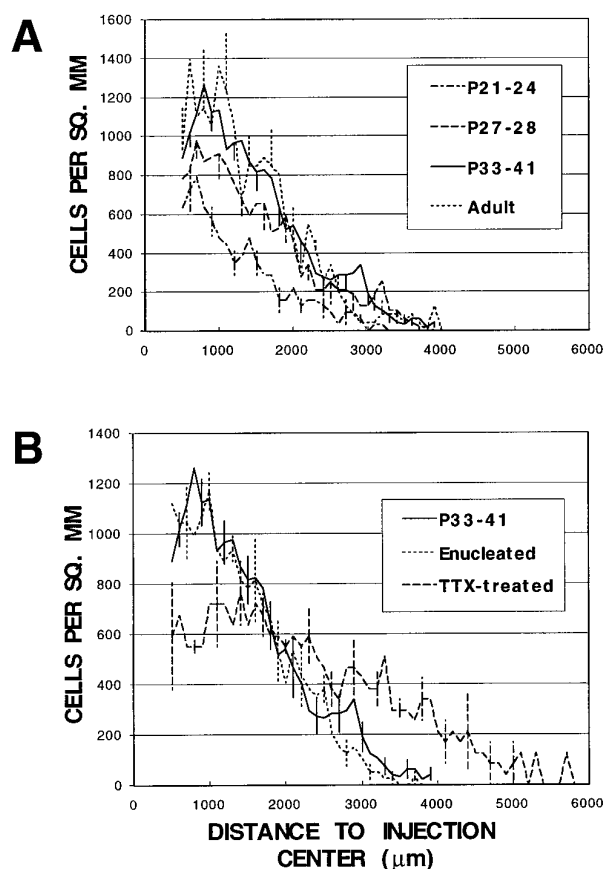 A
CELLS PER SQ. MM
1600
1400
1200
1000
800
600
400
200
0
P21-24
P27-28
P33-41
Adult
0 1000 2000 3000 4000 5000 6000
B
CELLS PER SQ. MM
1400
1200
1000
800
600
400
200
0
P33-41
Enucleated
TTX-treated
0 1000 2000 3000 4000 5000 6000
DISTANCE TO INJECTION
CENTER (μm)